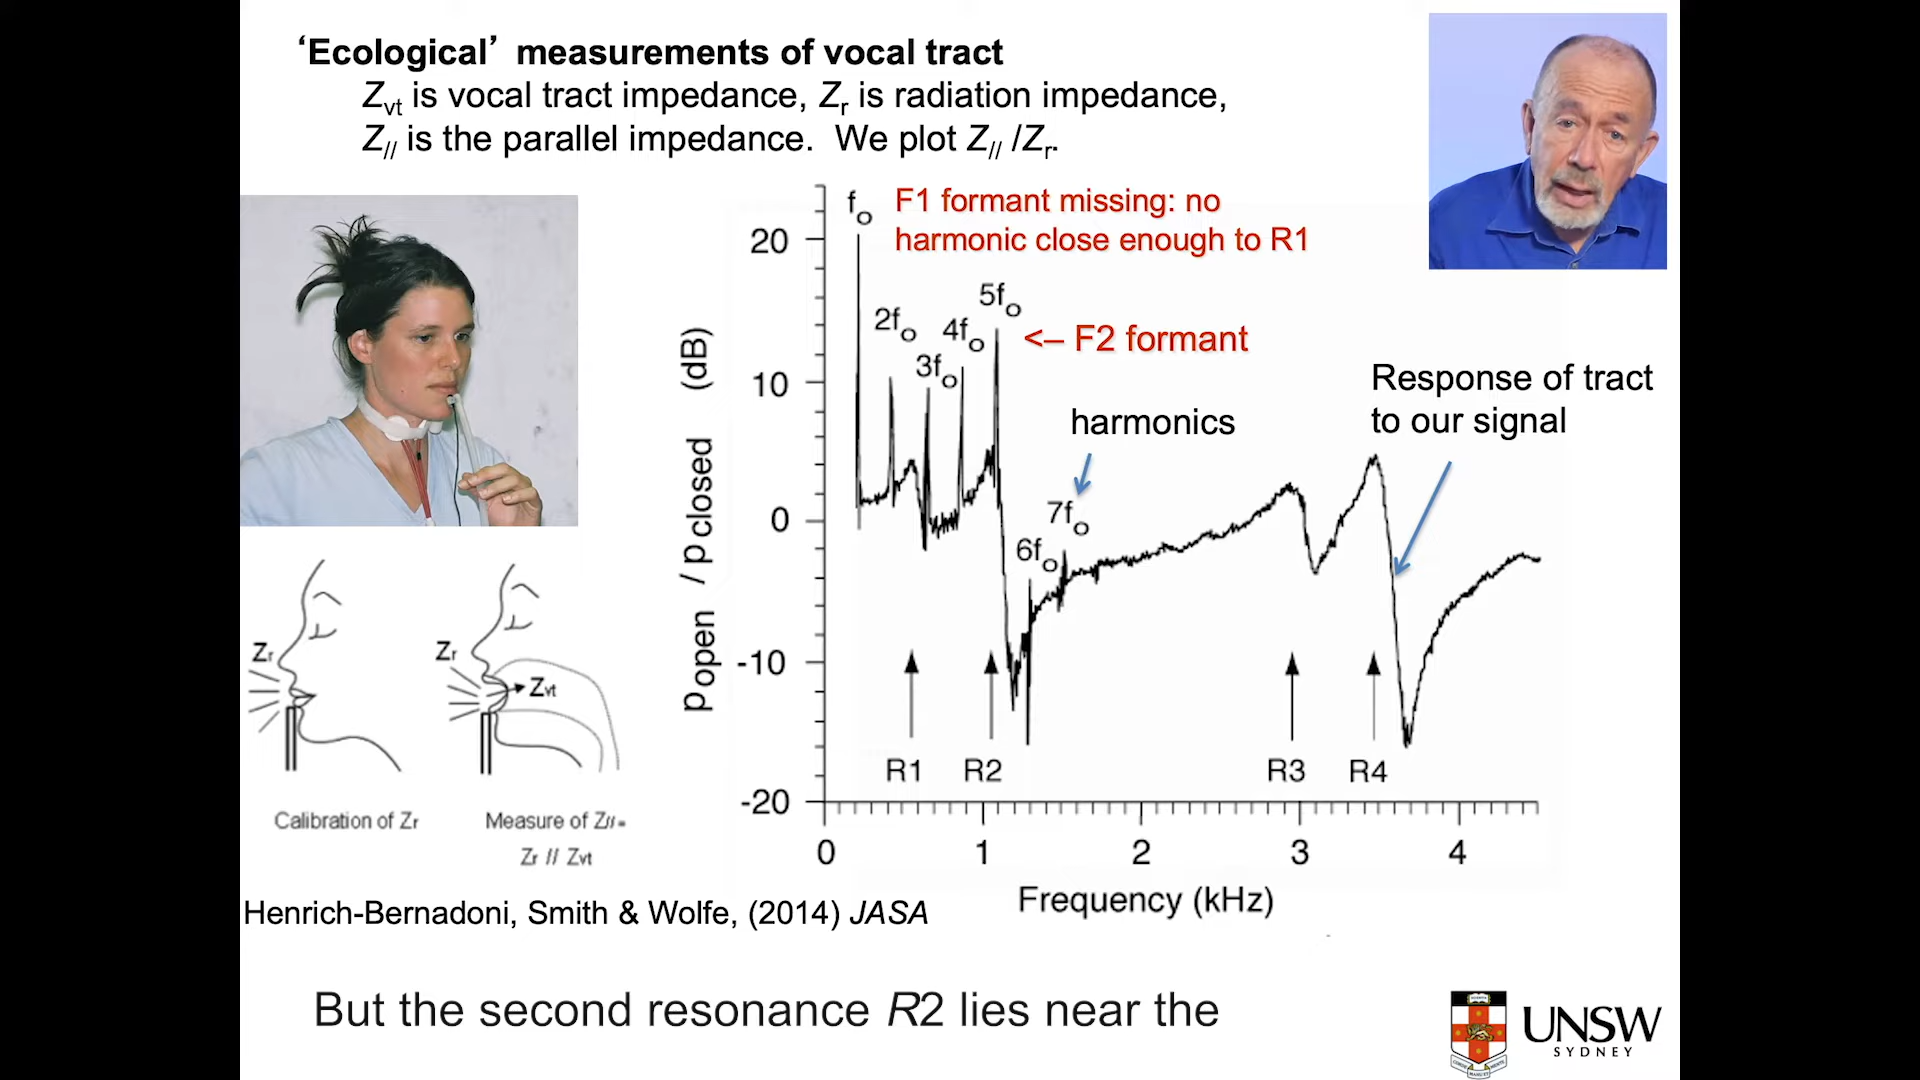 ‘Ecological’ measurements of vocal tract
Zvt is vocal tract impedance, Zr is radiation impedance,
Z// is the parallel impedance. We plot Z// /Zr.
fo
F1 formant missing: no
harmonic close enough to R1
20
10
0
-10
-20
popen / pclosed (dB)
2fo
3fo
4fo
5fo
<– F2 formant
harmonics
6fo
7fo
Response of tract
to our signal
R1
R2
R3
R4
0 1 2 3 4
Frequency (kHz)
Zr
Zr
Zvt
Calibration of Zr
Measure of Z//=
Zr // Zvt
Henrich-Bernadoni, Smith & Wolfe, (2014) JASA
But the second resonance R2 lies near the
UNSW
SYDNEY